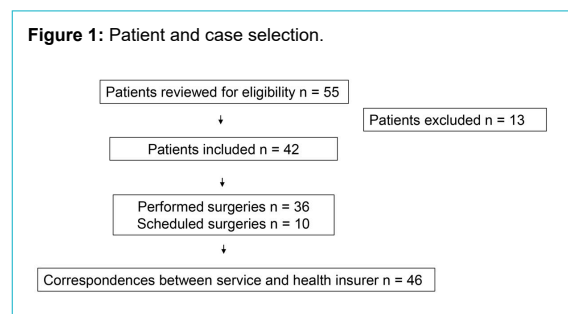 Figure 1: Patient and case selection.
Patients reviewed for eligibility n = 55
Patients excluded n = 13
Patients included n = 42
Performed surgeries n = 36
Scheduled surgeries n = 10
Correspondences between service and health insurer n = 46